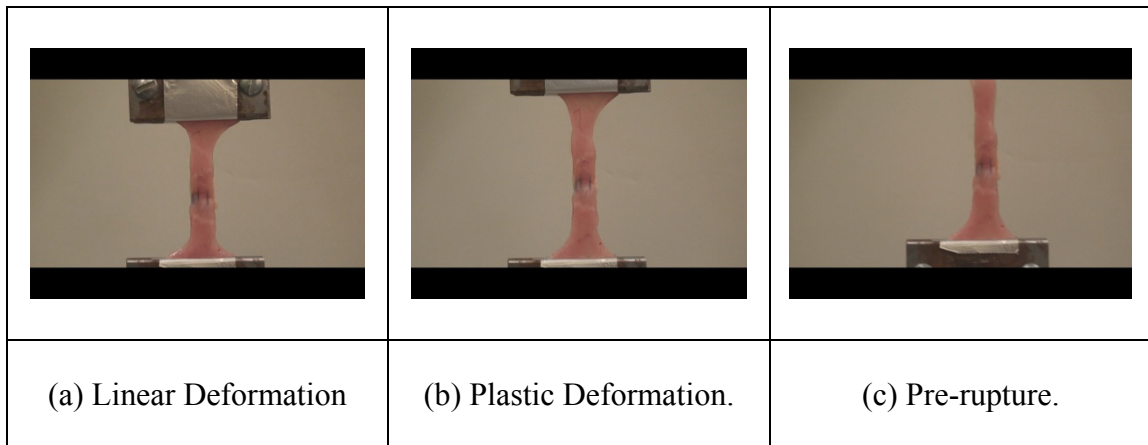 (a) Linear Deformation
(b) Plastic Deformation.
(c) Pre-rupture.